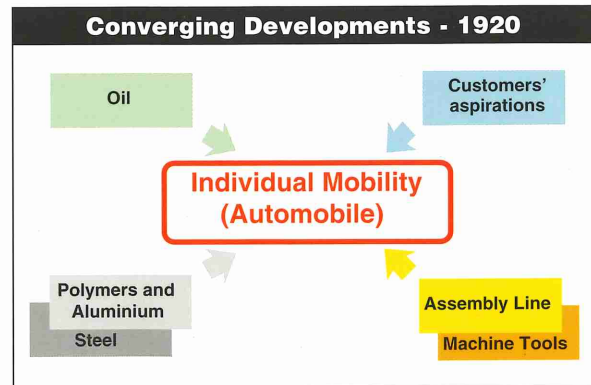 Converging Developments - 1920
Oil
Customers'
aspirations
Individual Mobility
(Automobile)
Polymers and
Aluminium
Steel
Assembly Line
Machine Tools